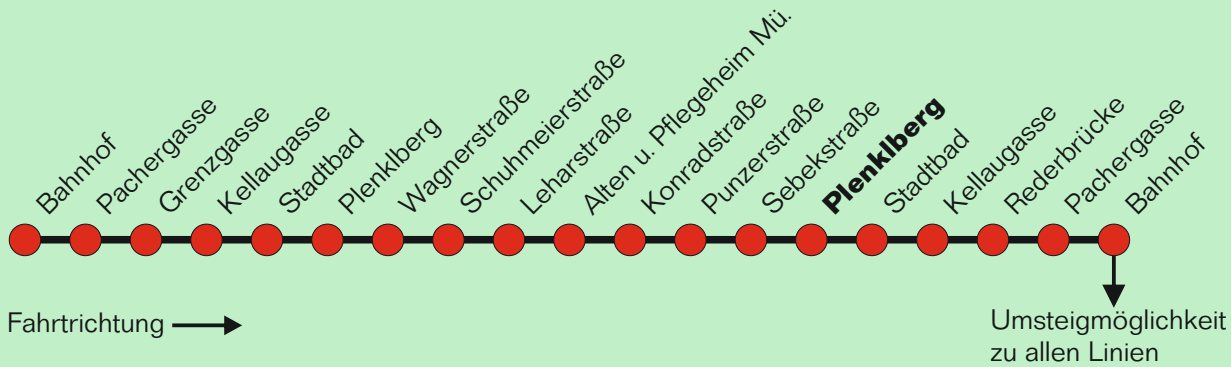 Bahnhof
Pachergasse
Grenzgasse
Kellaugasse
Stadtbad
Plenklberg
Wagnerstraße
Schuhmeierstraße
Leharstraße
Alten u. Pflegeheim Mü.
Konradstraße
Punzerstraße
Sebekstraße
Plenklberg
Stadtbad
Kellaugasse
Rederbrücke
Pachergasse
Bahnhof
Fahrtrichtung
Umsteigmöglichkeit
zu allen Linien